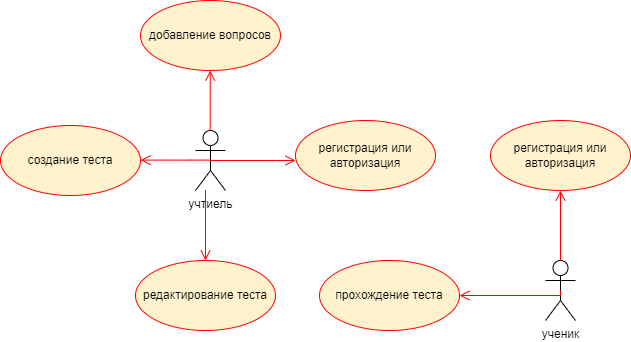 добавление вопросов
создание теста
регистрация или
авторизация
регистрация или
авторизация
учтиель
редактирование теста
прохождение теста
ученик